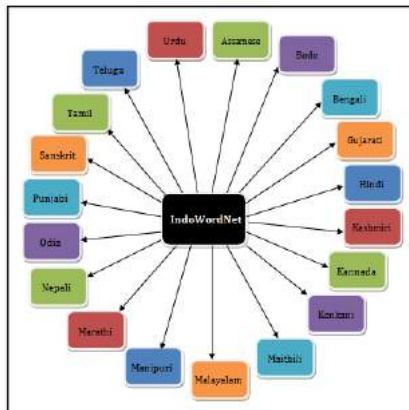 Urdu
Assamese
Bodo
Bengali
Gujarati
Hindi
Kashmiri
Kannada
Konkani
Maithili
Malayalam
Manipuri
Marathi
Nepali
Odia
Punjabi
Sanskrit
Tamil
Telugu
IndoWordNet